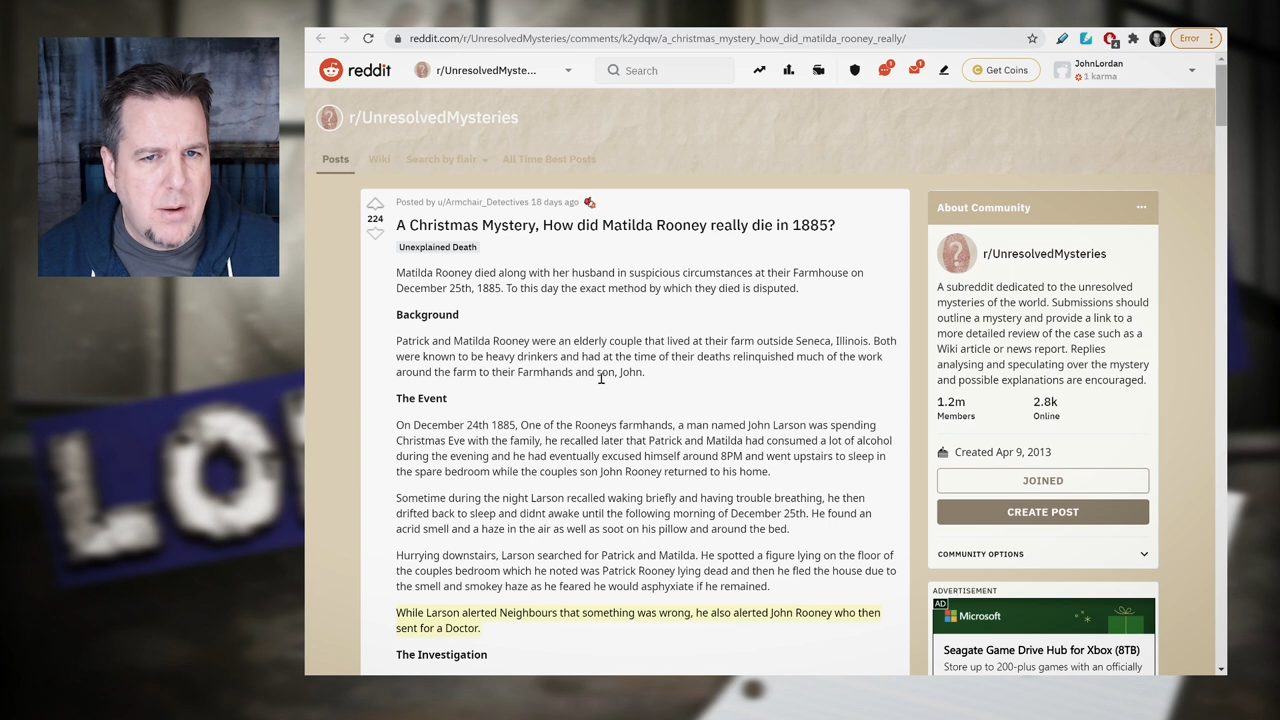 reddit.com/r/UnresolvedMysteries/comments/k2ydqw/a_christmas_mystery_how_did_matilda_rooney_really/
Error
reddit
r/UnresolvedMyste...
Search
Get Coins
JohnLordan
1 karma
r/UnresolvedMysteries
Posts
Wiki
Search by flair
All Time Best Posts
Posted by u/Armchair_Detectives 18 days ago
224
A Christmas Mystery, How did Matilda Rooney really die in 1885?
Unexplained Death
Matilda Rooney died along with her husband in suspicious circumstances at their Farmhouse on
December 25th, 1885. To this day the exact method by which they died is disputed.
Background
Patrick and Matilda Rooney were an elderly couple that lived at their farm outside Seneca, Illinois. Both
were known to be heavy drinkers and had at the time of their deaths relinquished much of the work
around the farm to their Farmhands and son, John.
The Event
On December 24th 1885, One of the Rooneys farmhands, a man named John Larson was spending
Christmas Eve with the family, he recalled later that Patrick and Matilda had consumed a lot of alcohol
during the evening and he had eventually excused himself around 8PM and went upstairs to sleep in
the spare bedroom while the couples son John Rooney returned to his home.
Sometime during the night Larson recalled waking briefly and having trouble breathing, he then
drifted back to sleep and didnt awake until the following morning of December 25th. He found an
acrid smell and a haze in the air as well as soot on his pillow and around the bed.
Hurrying downstairs, Larson searched for Patrick and Matilda. He spotted a figure lying on the floor of
the couples bedroom which he noted was Patrick Rooney lying dead and then he fled the house due to
the smell and smokey haze as he feared he would asphyxiate if he remained.
While Larson alerted Neighbours that something was wrong, he also alerted John Rooney who then
sent for a Doctor.
The Investigation
About Community
r/UnresolvedMysteries
A subreddit dedicated to the unresolved
mysteries of the world. Submissions should
outline a mystery and provide a link to a
more detailed review of the case such as a
Wiki article or news report. Replies
analysing and speculating over the mystery
and possible explanations are encouraged.
1.2m
2.8k
Members
Online
Created Apr 9, 2013
JOINED
CREATE POST
COMMUNITY OPTIONS
ADVERTISEMENT
AD
Microsoft
Seagate Game Drive Hub for Xbox (8TB)
Store up to 200-plus games with an officially
LO